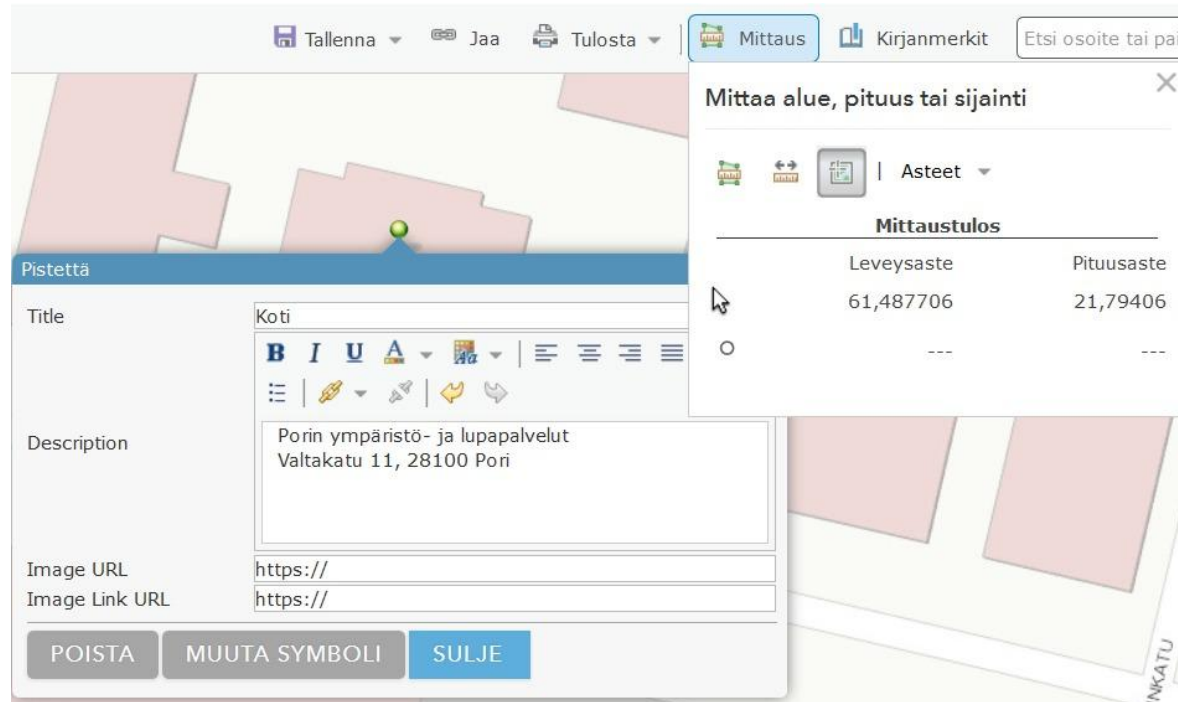 Tallenna Jaa Tulosta Mittaus Kirjanmerkit Etsi osoite tai pai
Mittaa alue, pituus tai sijainti
Asteet
Mittaustulos
Leveysaste Pituusaste
61,487706 21,79406
--- ---
Pistettä
Title Koti
B I U A Aa
Description
Porin ympäristö- ja lupapalvelut
Valtakatu 11, 28100 Pori
Image URL https://
Image Link URL https://
POISTA MUUTA SYMBOLI SULJE
NKATU